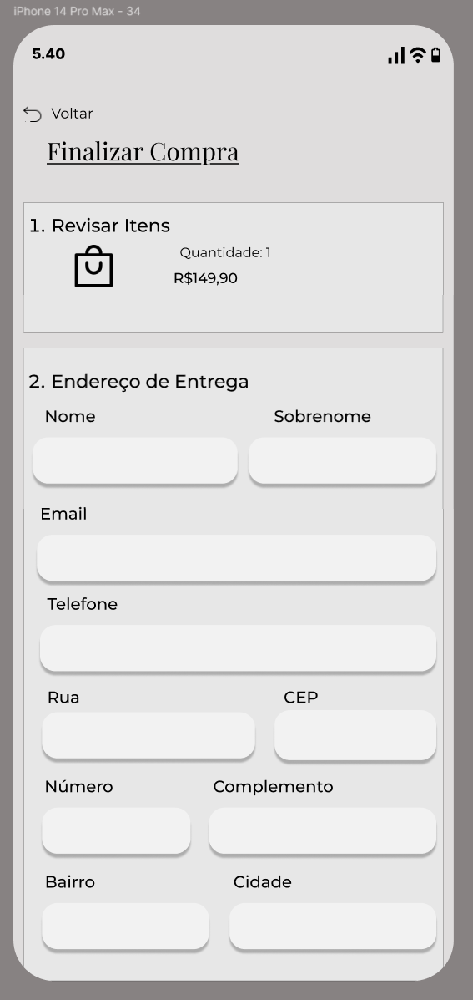 iPhone 14 Pro Max - 34
5.40
Voltar
Finalizar Compra
1. Revisar Itens
Quantidade: 1
R$149,90
2. Endereço de Entrega
Nome Sobrenome
Email
Telefone
Rua CEP
Número Complemento
Bairro Cidade